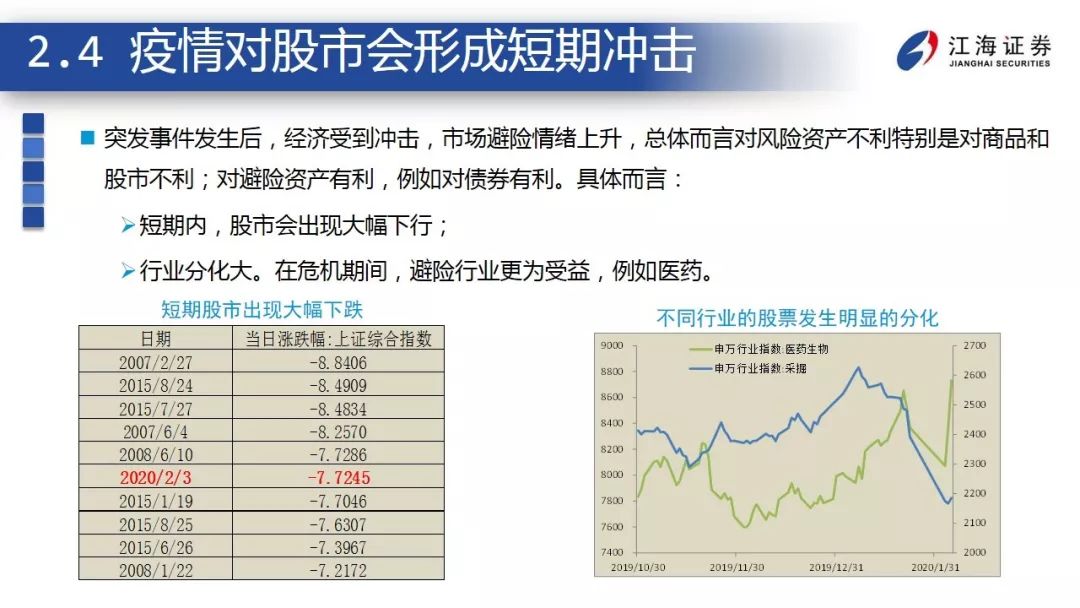 2.4 疫情对股市会形成短期冲击
江海证券
JIANGHAI SECURITIES
突发事件发生后，经济受到冲击，市场避险情绪上升，总体而言对风险资产不利特别是对商品和
股市不利；对避险资产有利，例如对债券有利。具体而言：
短期内，股市会出现大幅下行；
行业分化大。在危机期间，避险行业更为受益，例如医药。
短期股市出现大幅下跌
日期 当日涨跌幅:上证综合指数
2007/2/27 -8.8406
2015/8/24 -8.4909
2015/7/27 -8.4834
2007/6/4 -8.2570
2008/6/10 -7.7286
2020/2/3 -7.7245
2015/1/19 -7.7046
2015/8/25 -7.6307
2015/6/26 -7.3967
2008/1/22 -7.2172
不同行业的股票发生明显的分化
申万行业指数:医药生物
申万行业指数:采掘
9000
8800
8600
8400
8200
8000
7800
7600
7400
2700
2600
2500
2400
2300
2200
2100
2000
2019/10/30 2019/11/30 2019/12/31 2020/1/31